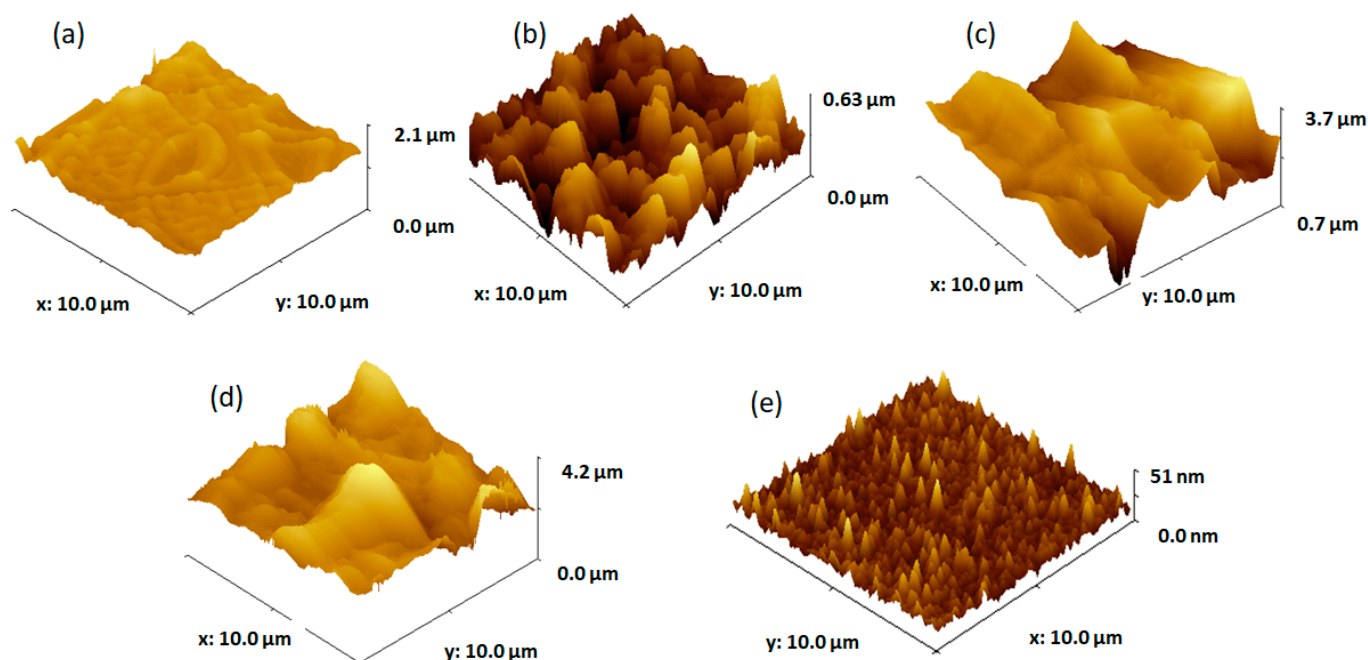 (a)
2.1 µm
0.0 µm
x: 10.0 µm
y: 10.0 µm
(b)
0.63 µm
0.0 µm
x: 10.0 µm
y: 10.0 µm
(c)
3.7 µm
0.7 µm
x: 10.0 µm
y: 10.0 µm
(d)
4.2 µm
0.0 µm
x: 10.0 µm
y: 10.0 µm
(e)
51 nm
0.0 nm
y: 10.0 µm
x: 10.0 µm